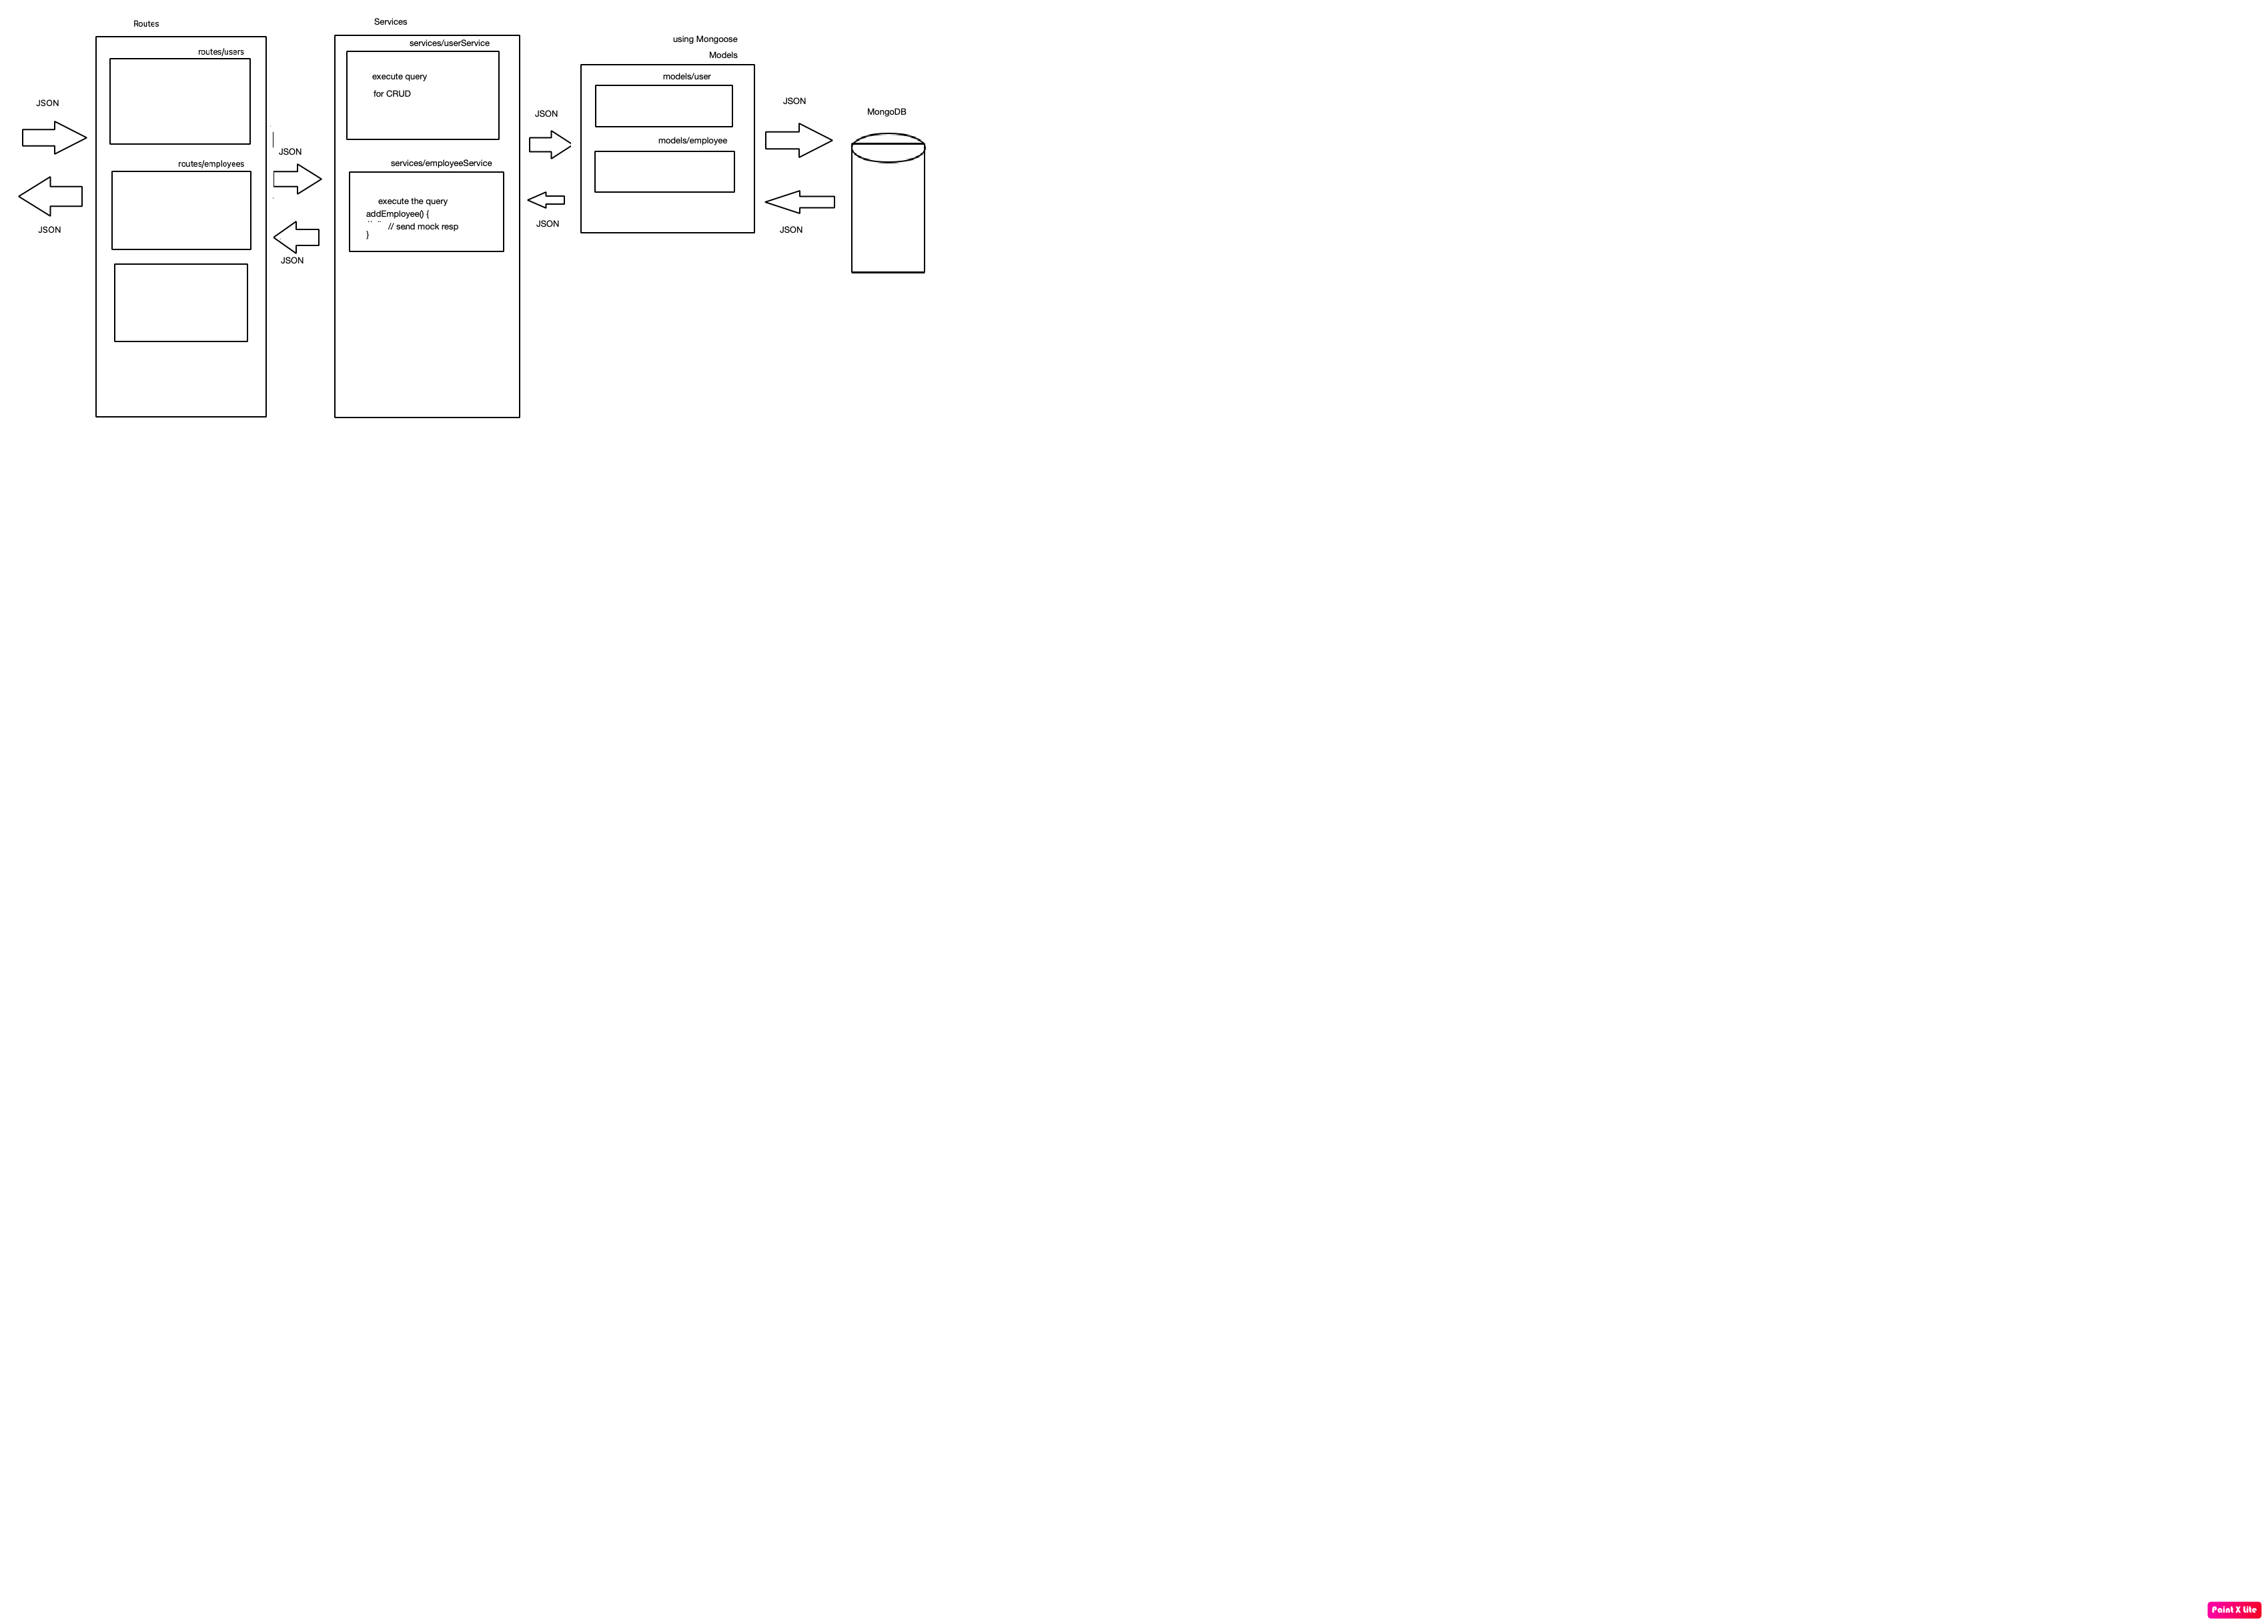 Routes
routes/users
JSON
JSON
routes/employees
JSON
JSON
Services
services/userService
execute query
for CRUD
services/employeeService
execute the query
addEmployee() {
// send mock resp
}
JSON
JSON
using Mongoose
Models
models/user
models/employee
JSON
JSON
MongoDB
Paint X Lite